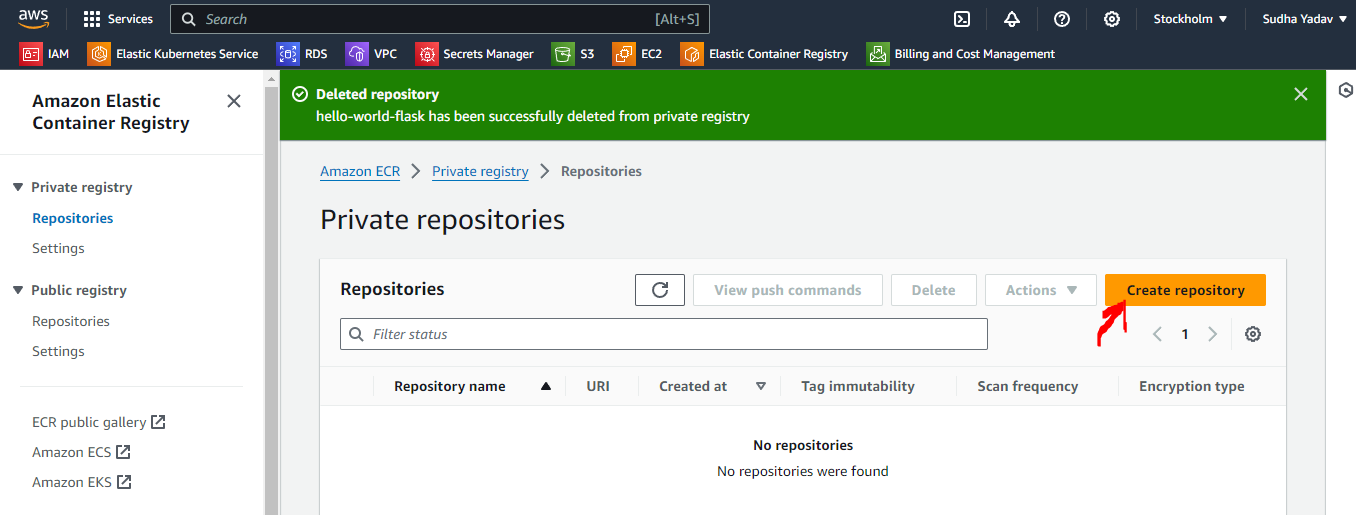 aws
Services
Search [Alt+S]
Stockholm
Sudha Yadav
IAM
Elastic Kubernetes Service
RDS
VPC
Secrets Manager
S3
EC2
Elastic Container Registry
Billing and Cost Management
Amazon Elastic
Container Registry
Private registry
Repositories
Settings
Public registry
Repositories
Settings
ECR public gallery
Amazon ECS
Amazon EKS
Deleted repository
hello-world-flask has been successfully deleted from private registry
Amazon ECR
Private registry
Repositories
Private repositories
Repositories
View push commands
Delete
Actions
Create repository
Filter status
1
Repository name
URI
Created at
Tag immutability
Scan frequency
Encryption type
No repositories
No repositories were found